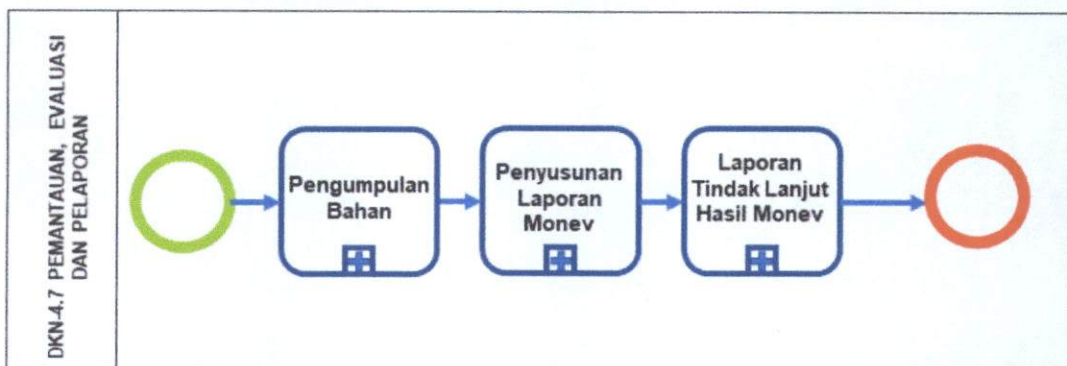 DKN-4.7 PEMANTAUAN, EVALUASI
DAN PELAPORAN
Pengumpulan
Bahan
Penyusunan
Laporan
Monev
Laporan
Tindak Lanjut
Hasil Monev